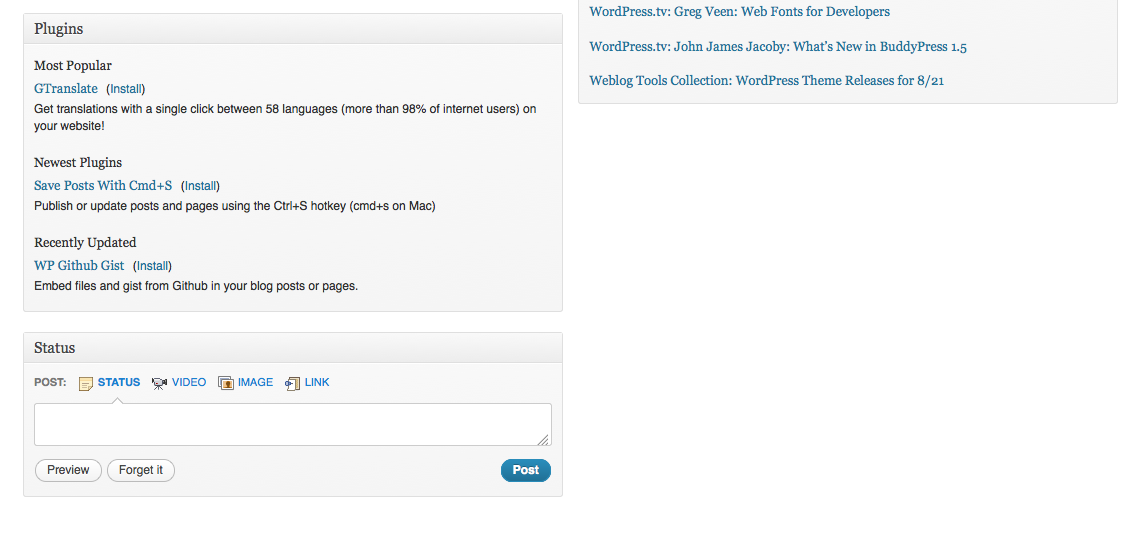 Plugins
Most Popular
GTranslate (Install)
Get translations with a single click between 58 languages (more than 98% of internet users) on
your website!
Newest Plugins
Save Posts With Cmd+S (Install)
Publish or update posts and pages using the Ctrl+S hotkey (cmd+s on Mac)
Recently Updated
WP Github Gist (Install)
Embed files and gist from Github in your blog posts or pages.
Status
POST: STATUS VIDEO IMAGE LINK
Preview Forget it Post
WordPress.tv: Greg Veen: Web Fonts for Developers
WordPress.tv: John James Jacoby: What’s New in BuddyPress 1.5
Weblog Tools Collection: WordPress Theme Releases for 8/21